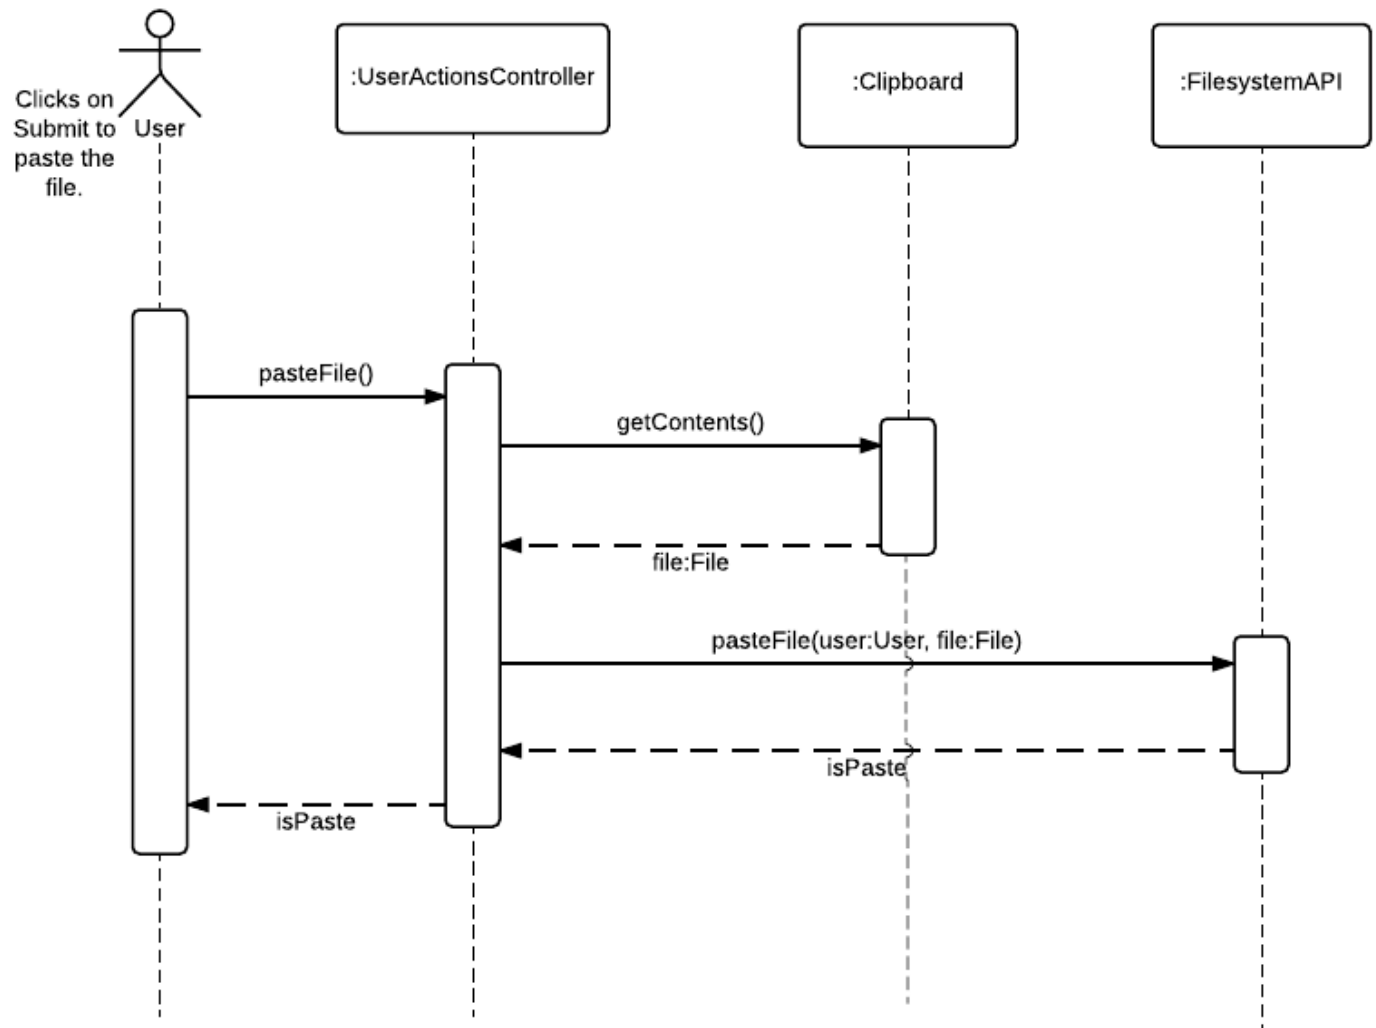 :UserActionsController
:Clipboard
:FilesystemAPI
Clicks on
Submit to
paste the
file.
User
pasteFile()
getContents()
file:File
pasteFile(user:User, file:File)
isPaste
isPaste